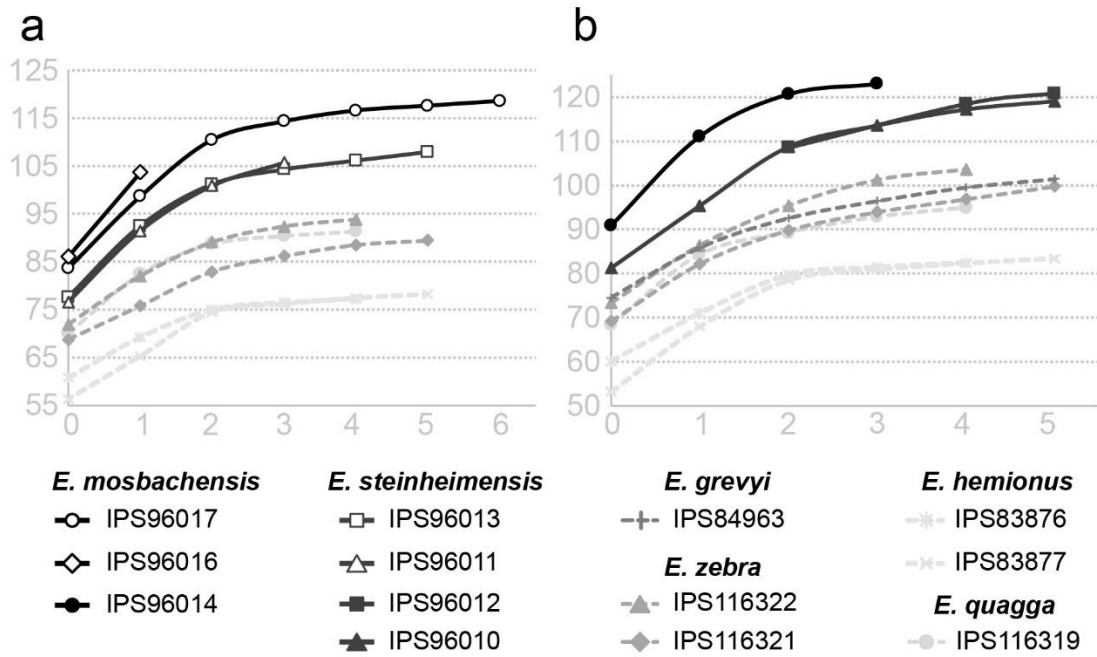 a
b
125
115
105
95
85
75
65
55
0 1 2 3 4 5 6
120
110
100
90
80
70
60
50
0 1 2 3 4 5
E. mosbachensis
IPS96017
IPS96016
IPS96014
E. steinheimensis
IPS96013
IPS96011
IPS96012
IPS96010
E. grevyi
IPS84963
E. zebra
IPS116322
IPS116321
E. hemionus
IPS83876
IPS83877
E. quagga
IPS116319